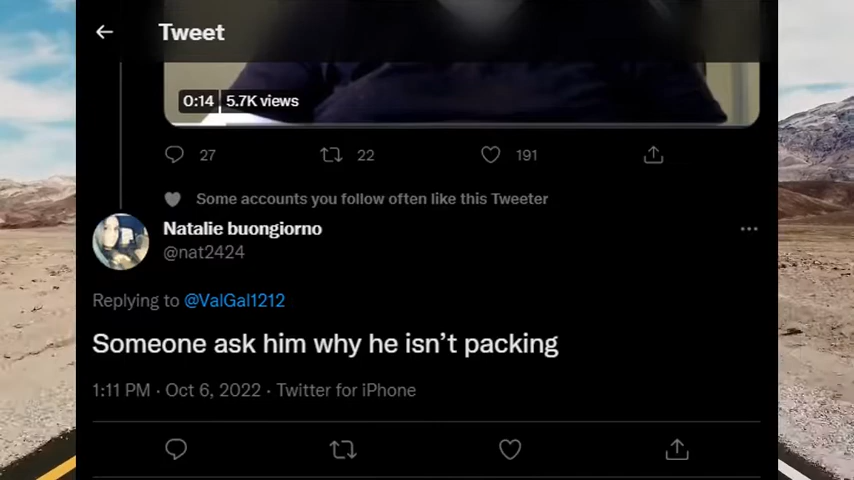 Tweet
0:14 5.7K views
27 22 191
Some accounts you follow often like this Tweeter
Natalie buongiorno
@nat2424
Replying to @ValGal1212
Someone ask him why he isn’t packing
1:11 PM · Oct 6, 2022 · Twitter for iPhone